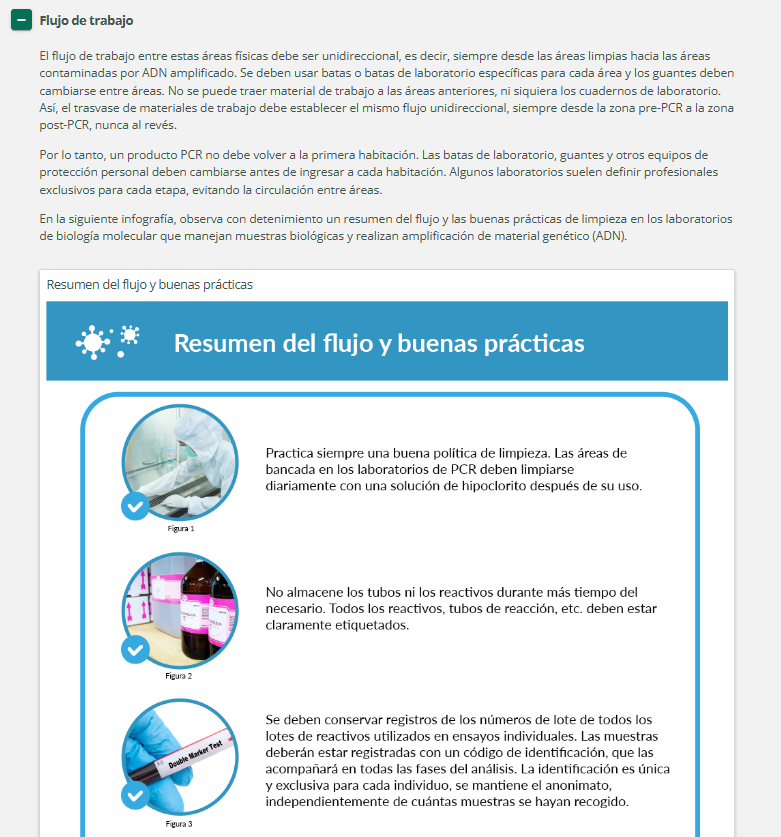 Flujo de trabajo
El flujo de trabajo entre estas áreas físicas debe ser unidireccional, es decir, siempre desde las áreas limpias hacia las áreas
contaminadas por ADN amplificado. Se deben usar batas o batas de laboratorio específicas para cada área y los guantes deben
cambiarse entre áreas. No se puede traer material de trabajo a las áreas anteriores, ni siquiera los cuadernos de laboratorio.
Así, el trasvase de materiales de trabajo debe establecer el mismo flujo unidireccional, siempre desde la zona pre-PCR a la zona
post-PCR, nunca al revés.
Por lo tanto, un producto PCR no debe volver a la primera habitación. Las batas de laboratorio, guantes y otros equipos de
protección personal deben cambiarse antes de ingresar a cada habitación. Algunos laboratorios suelen definir profesionales
exclusivos para cada etapa, evitando la circulación entre áreas.
En la siguiente infografía, observa con detenimiento un resumen del flujo y las buenas prácticas de limpieza en los laboratorios
de biología molecular que manejan muestras biológicas y realizan amplificación de material genético (ADN).
Resumen del flujo y buenas prácticas
Resumen del flujo y buenas prácticas
Practica siempre una buena política de limpieza. Las áreas de
bancada en los laboratorios de PCR deben limpiarse
diariamente con una solución de hipoclorito después de su uso.
Figura 1
No almacene los tubos ni los reactivos durante más tiempo del
necesario. Todos los reactivos, tubos de reacción, etc. deben estar
claramente etiquetados.
Figura 2
Se deben conservar registros de los números de lote de todos los
lotes de reactivos utilizados en ensayos individuales. Las muestras
deberán estar registradas con un código de identificación, que las
acompañará en todas las fases del análisis. La identificación es única
y exclusiva para cada individuo, se mantiene el anonimato,
independientemente de cuántas muestras se hayan recogido.
Double Marker Test
Figura 3